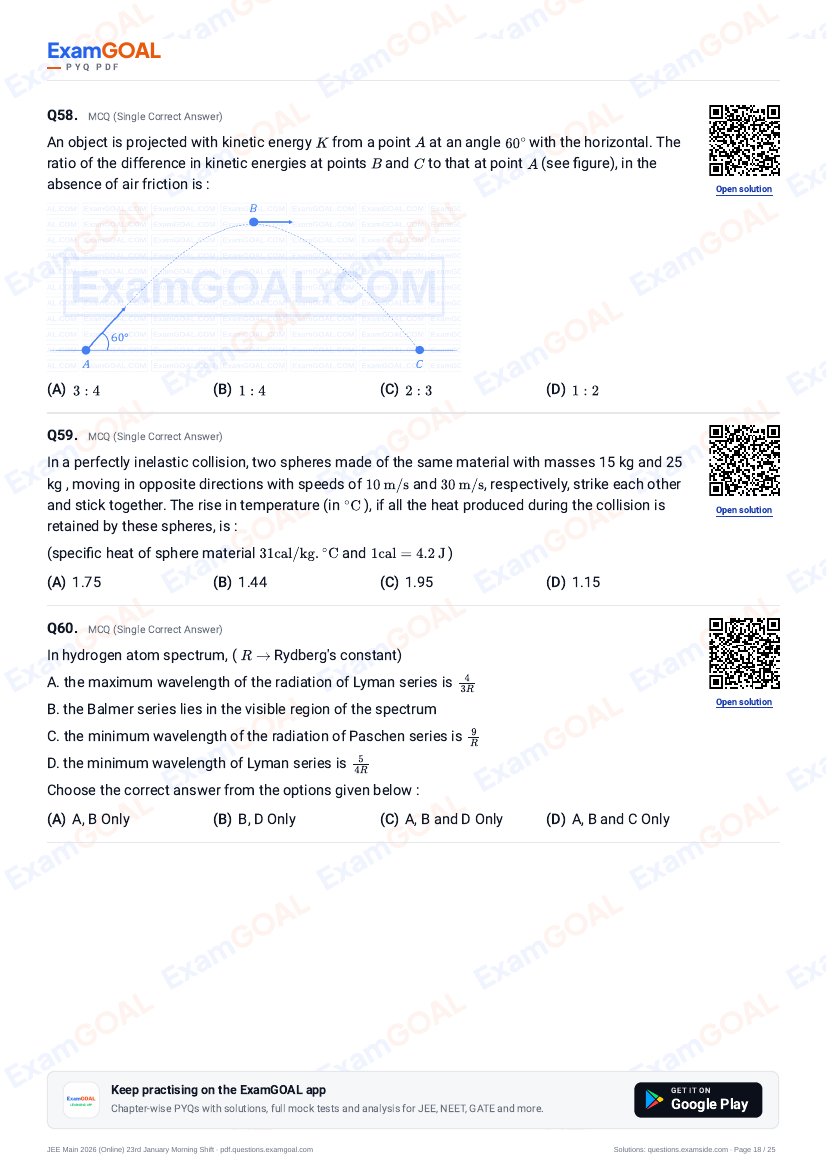 ExamGOAL
PYQ PDF
Q58. MCQ (Single Correct Answer)
An object is projected with kinetic energy K from a point A at an angle 60° with the horizontal. The
ratio of the difference in kinetic energies at points B and C to that at point A (see figure), in the
absence of air friction is :
Open solution
B
ExamGOAL.COM
60°
A
C
(A) 3 : 4 (B) 1 : 4 (C) 2 : 3 (D) 1 : 2
Q59. MCQ (Single Correct Answer)
In a perfectly inelastic collision, two spheres made of the same material with masses 15 kg and 25
kg , moving in opposite directions with speeds of 10 m/s and 30 m/s, respectively, strike each other
and stick together. The rise in temperature (in °C ), if all the heat produced during the collision is
retained by these spheres, is :
Open solution
(specific heat of sphere material 31cal/kg. °C and 1cal = 4.2 J )
(A) 1.75 (B) 1.44 (C) 1.95 (D) 1.15
Q60. MCQ (Single Correct Answer)
In hydrogen atom spectrum, ( R → Rydberg's constant)
A. the maximum wavelength of the radiation of Lyman series is 4/3R
Open solution
B. the Balmer series lies in the visible region of the spectrum
C. the minimum wavelength of the radiation of Paschen series is 9/R
D. the minimum wavelength of Lyman series is 5/4R
Choose the correct answer from the options given below :
(A) A, B Only (B) B, D Only (C) A, B and D Only (D) A, B and C Only
ExamGOAL
Keep practising on the ExamGOAL app
Chapter-wise PYQs with solutions, full mock tests and analysis for JEE, NEET, GATE and more.
GET IT ON
Google Play
JEE Main 2026 (Online) 23rd January Morning Shift · pdf.questions.examgoal.com
Solutions: questions.examside.com · Page 18 / 25